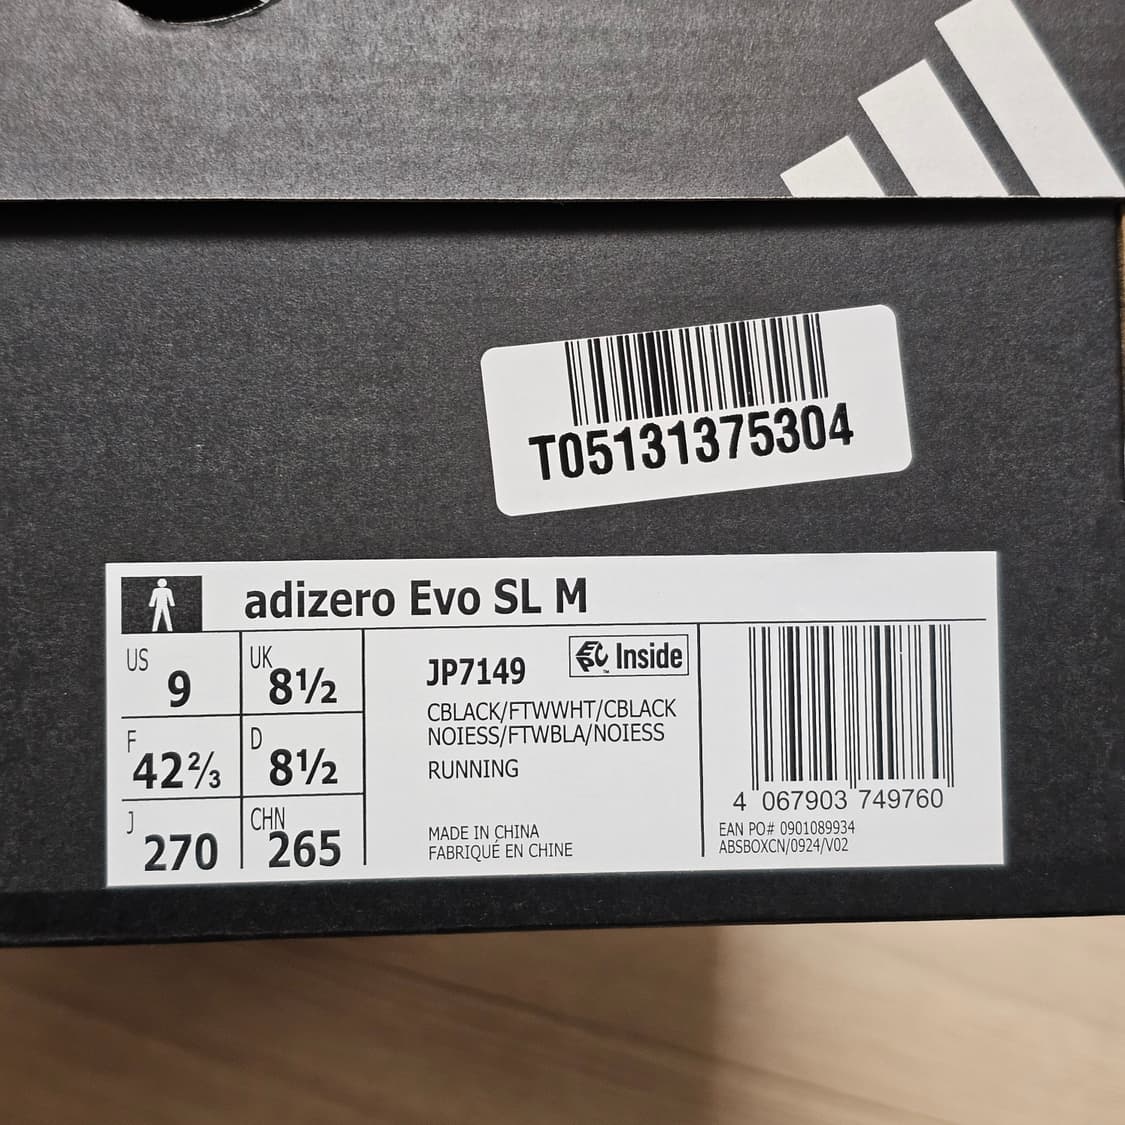 T05131375304
adizero Evo SL M
US
9
UK
8½
F
42⅔
D
8½
J
270
CHN
265
JP7149
Inside
CBLACK/FTWWHT/CBLACK
NOIESS/FTWBLA/NOIESS
RUNNING
MADE IN CHINA
FABRIQUÉ EN CHINE
4 067903 749760
EAN PO# 0901089934
ABSBOXCN/0924/V02